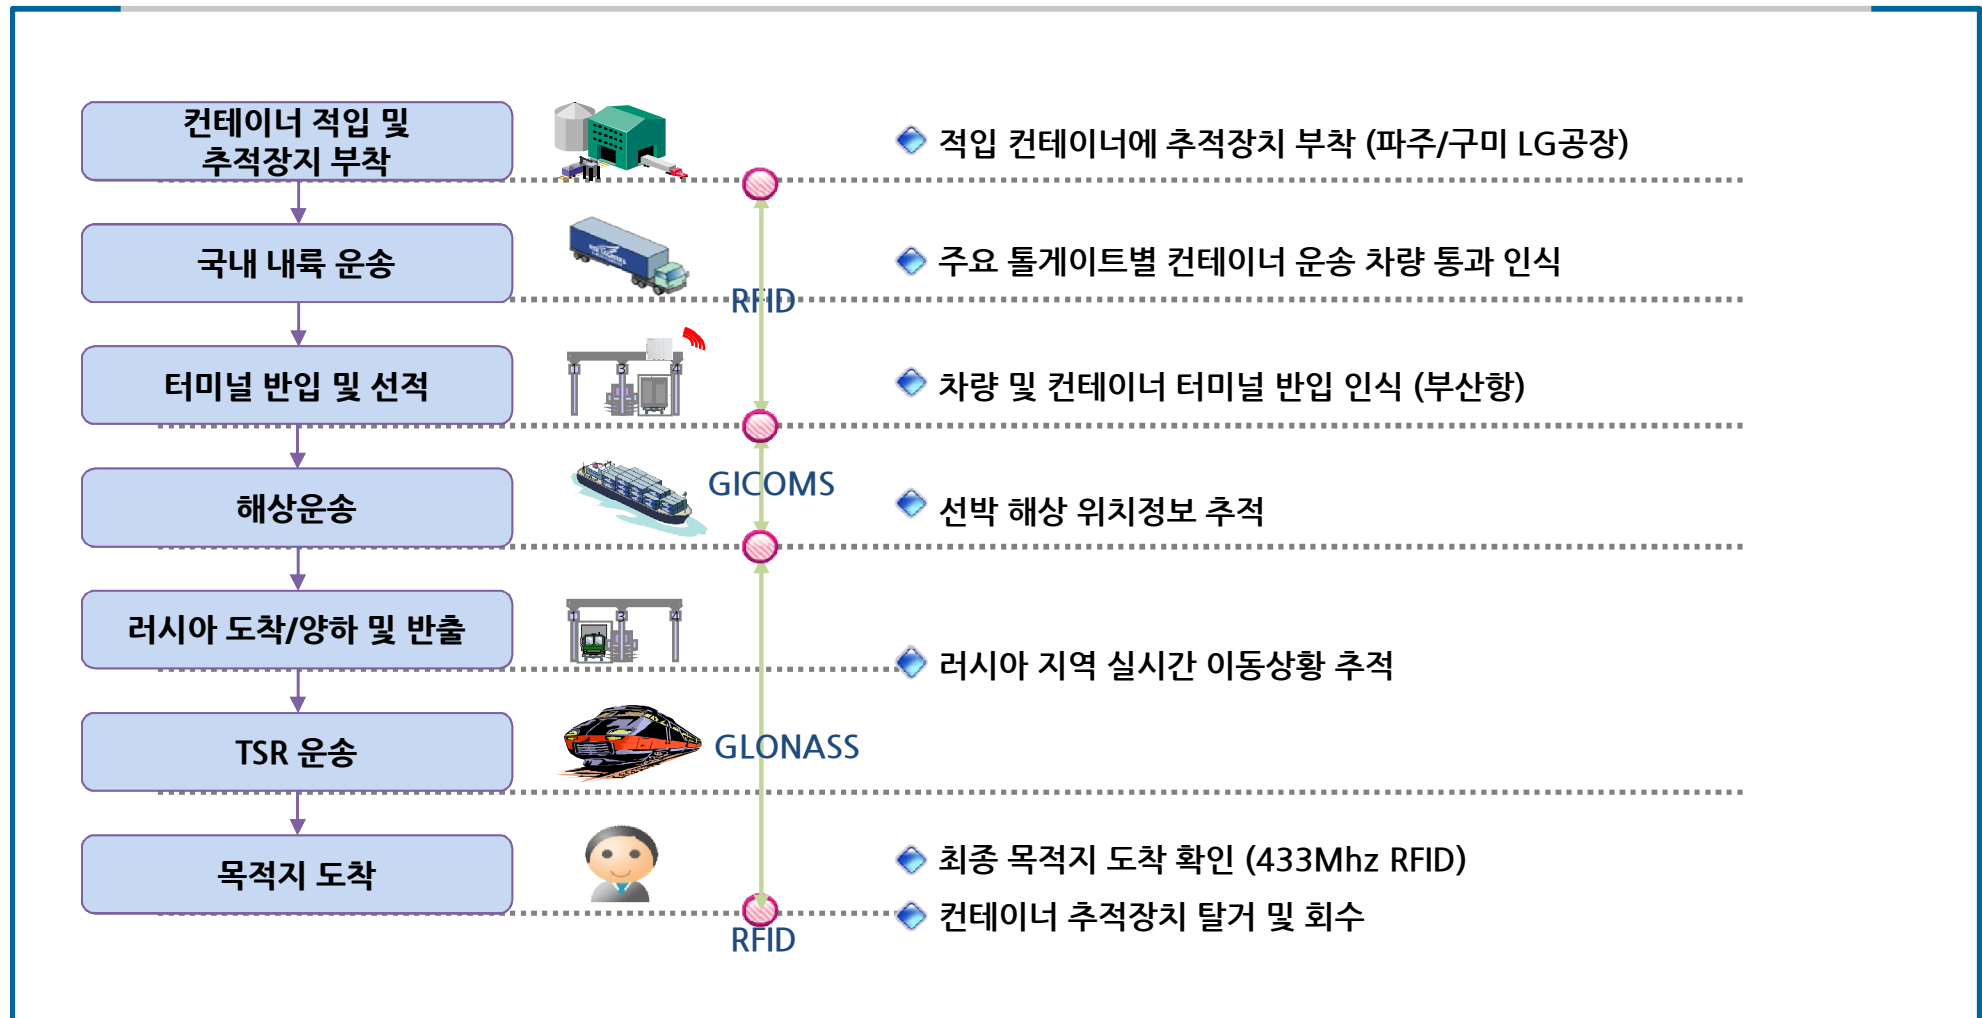 컨테이너 적입 및
추적장지 부착
적입 컨테이너에 추적장치 부착 (파주/구미 LG공장)
국내 내륙 운송
주요 톨게이트별 컨테이너 운송 차량 통과 인식
RFID
1 3 4
터미널 반입 및 선적
차량 및 컨테이너 터미널 반입 인식 (부산항)
해상운송
GICOMS
선박 해상 위치정보 추적
1 3 4
러시아 도착/양하 및 반출
러시아 지역 실시간 이동상황 추적
TSR 운송
GLONASS
목적지 도착
최종 목적지 도착 확인 (433Mhz RFID)
컨테이너 추적장치 탈거 및 회수
RFID